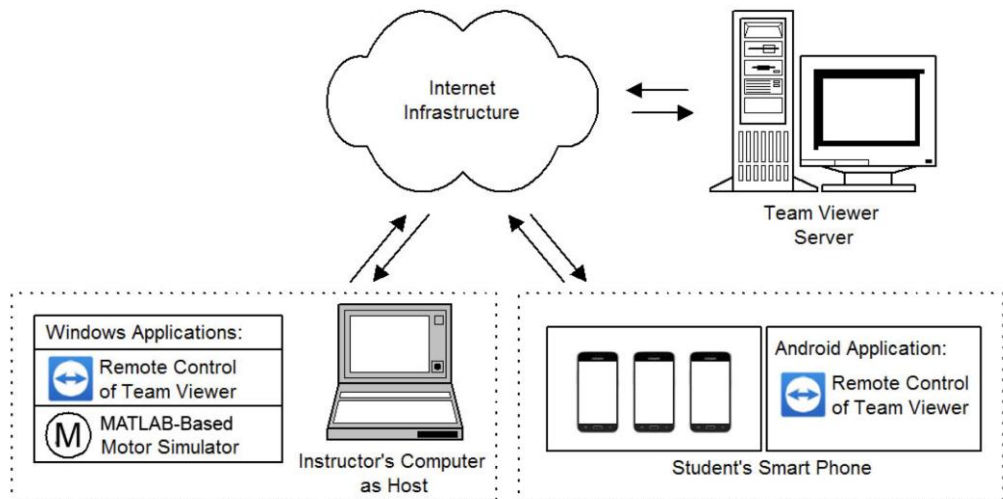 Internet
Infrastructure
Team Viewer
Server
Windows Applications:
Remote Control
of Team Viewer
M
MATLAB-Based
Motor Simulator
Instructor's Computer
as Host
Android Application:
Remote Control
of Team Viewer
Student's Smart Phone